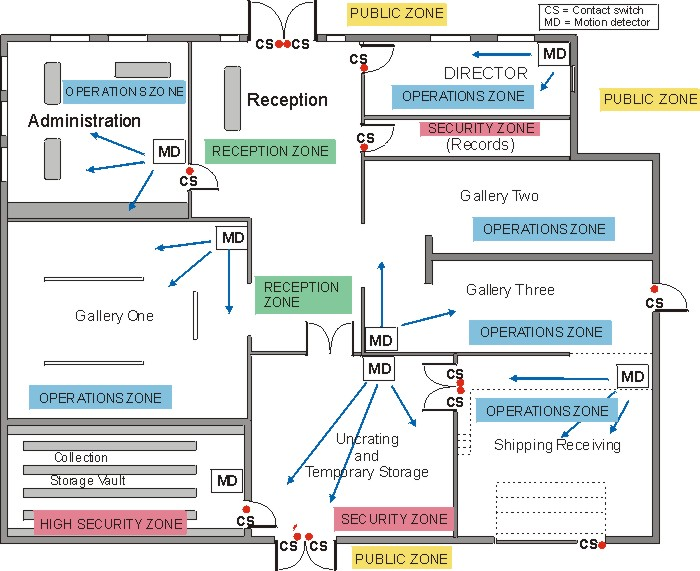 PUBLIC ZONE
CS = Contact switch
MD = Motion detector
CS CS
CS
MD
DIRECTOR
OPERATIONS ZONE
OPERATIONS ZONE
Reception
PUBLIC ZONE
Administration
SECURITY ZONE
(Records)
CS
MD
RECEPTION ZONE
CS
Gallery Two
OPERATIONS ZONE
MD
RECEPTION
ZONE
Gallery Three
CS
Gallery One
OPERATIONS ZONE
MD
MD
CS
CS
MD
OPERATIONS ZONE
OPERATIONS ZONE
Uncrating
and
Temporary Storage
Shipping Receiving
Collection
Storage Vault
MD
HIGH SECURITY ZONE
CS
SECURITY ZONE
CS CS
CS
PUBLIC ZONE